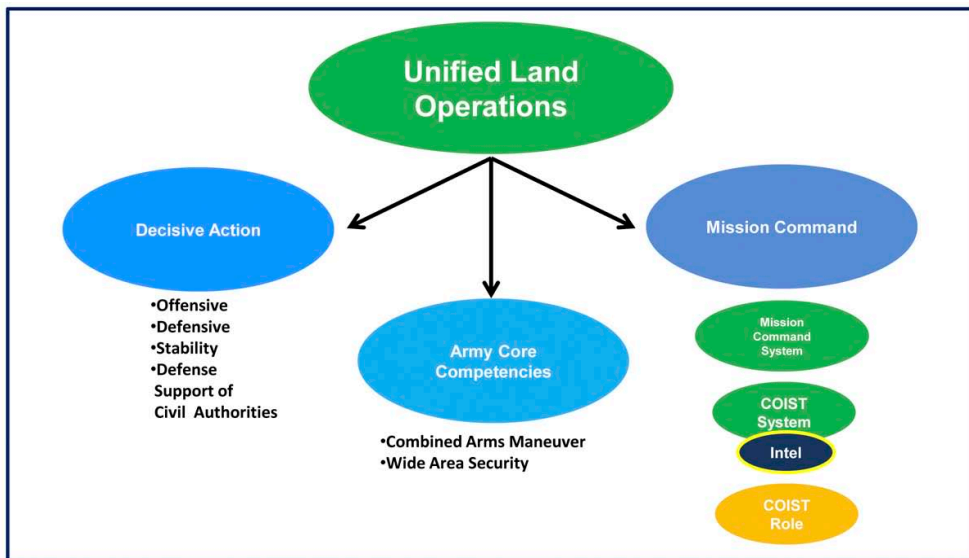 Unified Land
Operations
Decisive Action
•Offensive
•Defensive
•Stability
•Defense
Support of
Civil Authorities
Army Core
Competencies
•Combined Arms Maneuver
•Wide Area Security
Mission Command
Mission
Command
System
COIST
System
Intel
COIST
Role